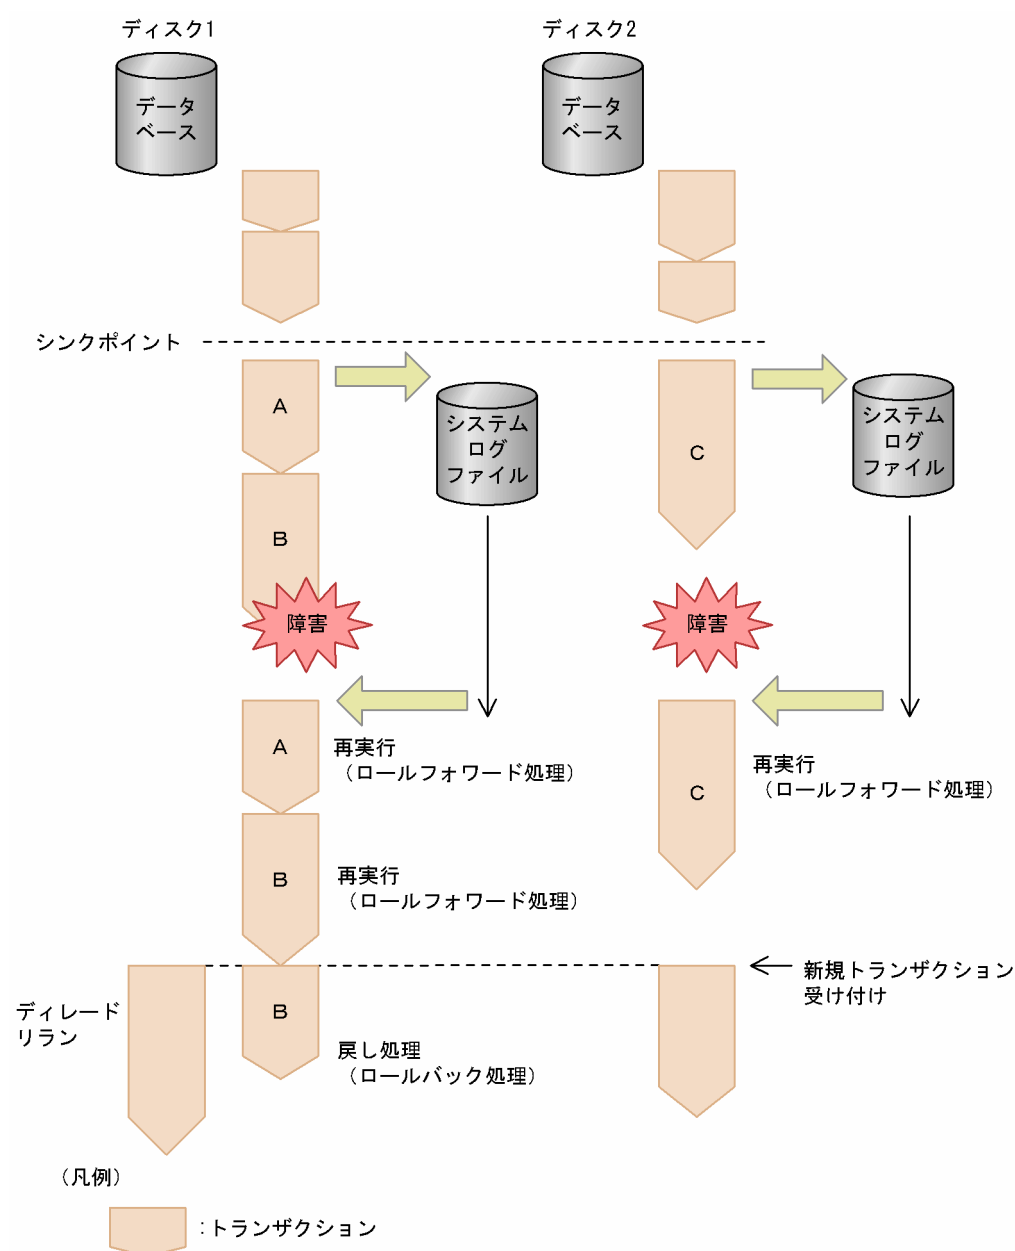 ディスク1
ディスク2
データ
ベース
データ
ベース
シンクポイント
A
システム
ログ
ファイル
C
システム
ログ
ファイル
B
障害
障害
A
再実行
（ロールフォワード処理）
C
再実行
（ロールフォワード処理）
B
再実行
（ロールフォワード処理）
新規トランザクション
受け付け
ディレード
リラン
B
戻し処理
（ロールバック処理）
（凡例）
：トランザクション